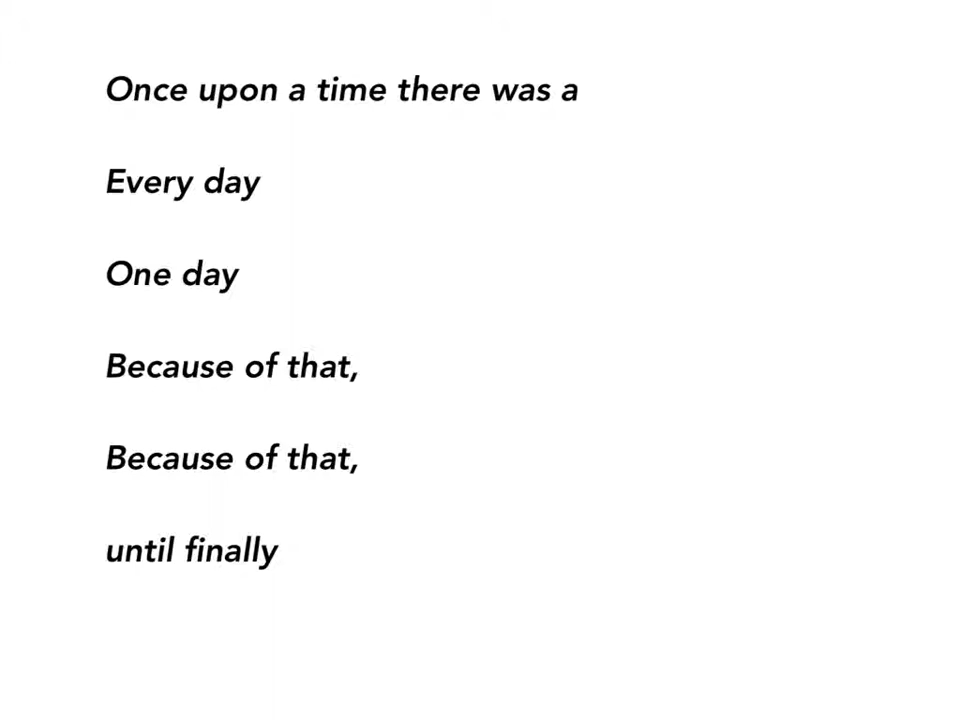 Once upon a time there was a
Every day
One day
Because of that,
Because of that,
until finally